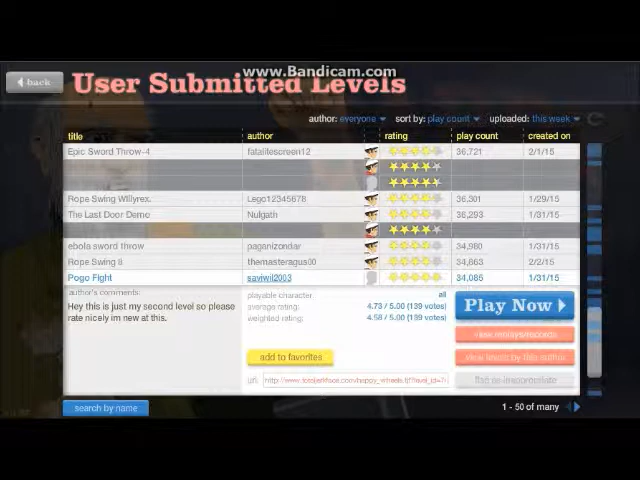 www.Bandicam.com
back
User Submitted Levels
author: everyone sort by: play count uploaded: this week
title author rating play count created on
Epic Sword Throw-4 fatalitescreen12 36,721 2/1/15
Rope Swing Willyrex. Lego12345678 36,301 1/29/15
The Last Door Demo Nulgath 36,293 1/31/15
ebola sword throw paganizondar 34,980 1/31/15
Rope Swing 8 themasteragus00 34,663 2/2/15
Pogo Fight saviwil2003 34,085 1/31/15
author's comments:
Hey this is just my second level so please
rate nicely im new at this.
playable character: all
average rating: 4.73 / 5.00 (139 votes)
weighted rating: 4.58 / 5.00 (139 votes)
Play Now
view replays/records
add to favorites
view levels by this author
url:
flag as inappropriate
search by name
1 - 50 of many